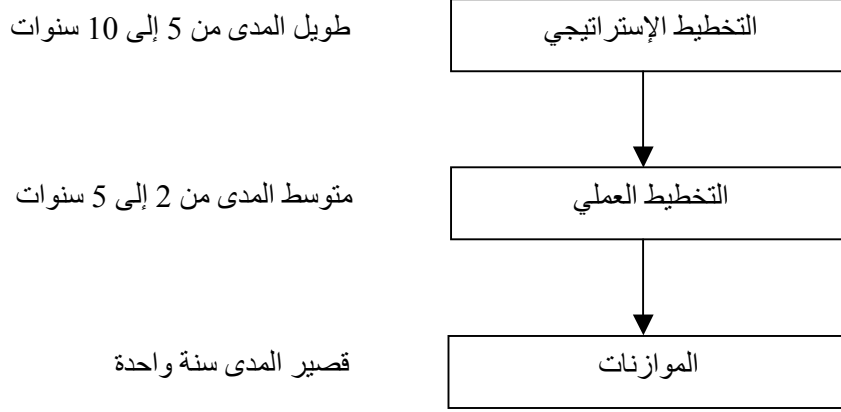 التخطيط الإستراتيجي
طويل المدى من 5 إلى 10 سنوات
التخطيط العملي
متوسط المدى من 2 إلى 5 سنوات
الموازنات
قصير المدى سنة واحدة